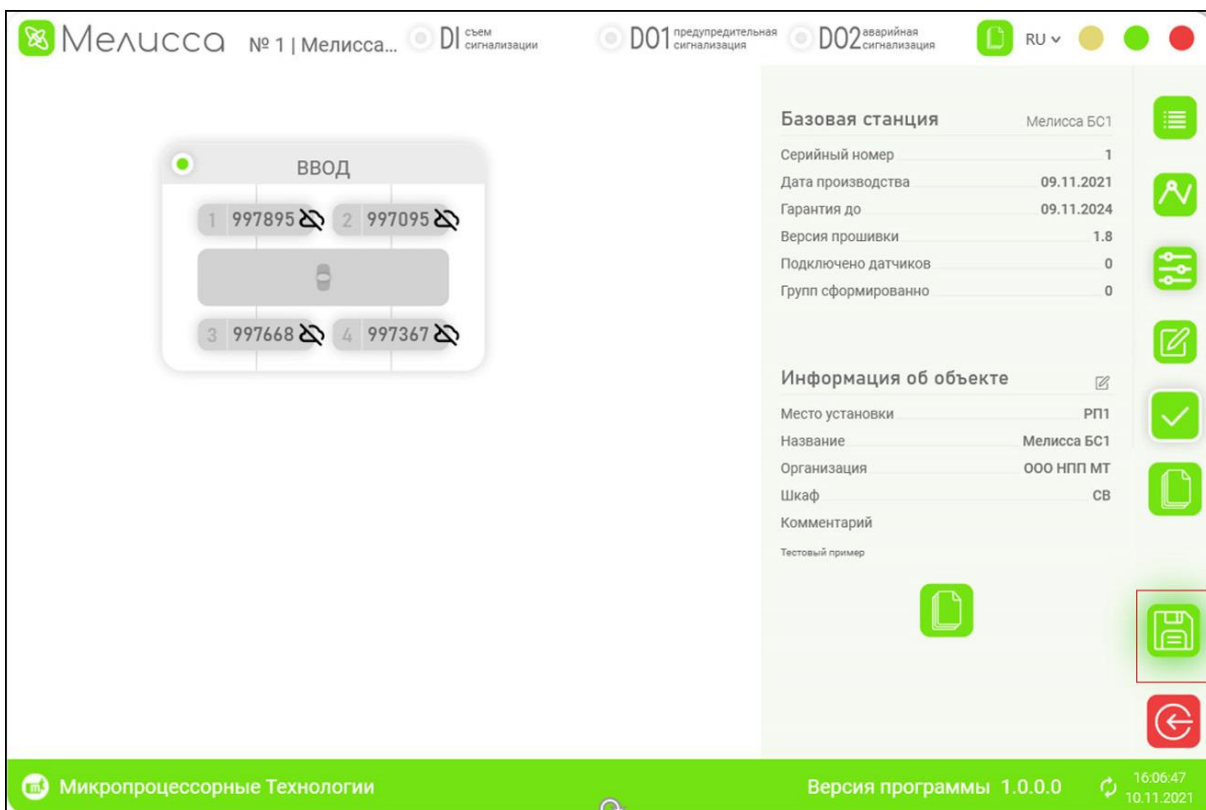 Мелисса № 1 | Мелисса... DI съем сигнализации DO1 предупредительная сигнализация DO2 аварийная сигнализация RU
ВВОД
1 997895 2 997095
3 997668 4 997367
Базовая станция Мелисса БС1
Серийный номер 1
Дата производства 09.11.2021
Гарантия до 09.11.2024
Версия прошивки 1.8
Подключено датчиков 0
Групп сформированно 0
Информация об объекте
Место установки РП1
Название Мелисса БС1
Организация ООО НПП МТ
Шкаф СВ
Комментарий
Тестовый пример
Микропроцессорные Технологии Версия программы 1.0.0.0 16:06:47
10.11.2021